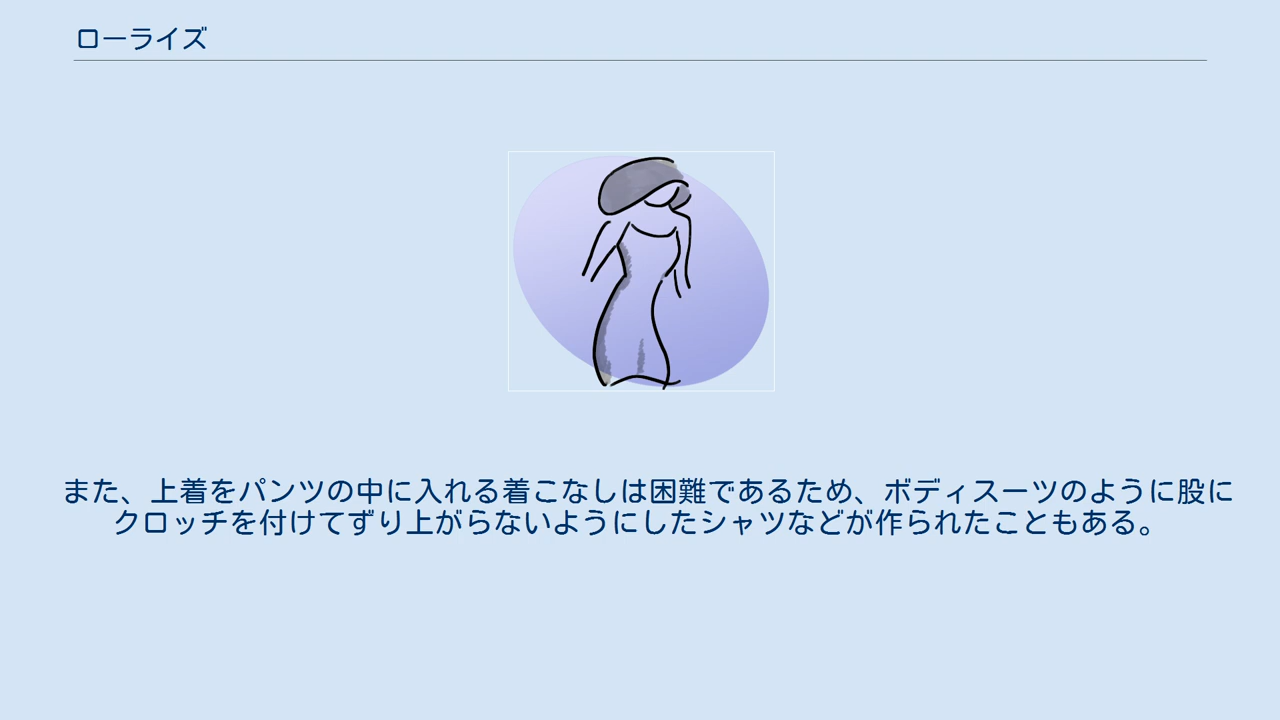 ローライズ
また、上着をパンツの中に入れる着こなしは困難であるため、ボディスーツのように股に
クロッチを付けてずり上がらないようにしたシャツなどが作られたこともある。